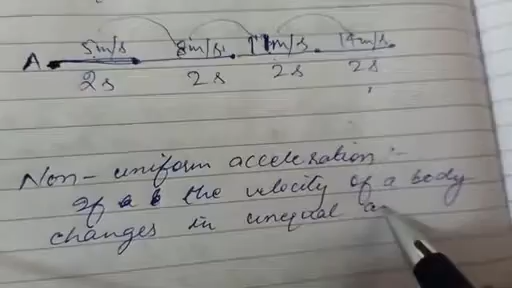 A 5m/s 8m/s. 11m/s. 14m/s.
2s 2s 2s 2s
Non-uniform acceleration:-
If the velocity of a body
changes in unequal a